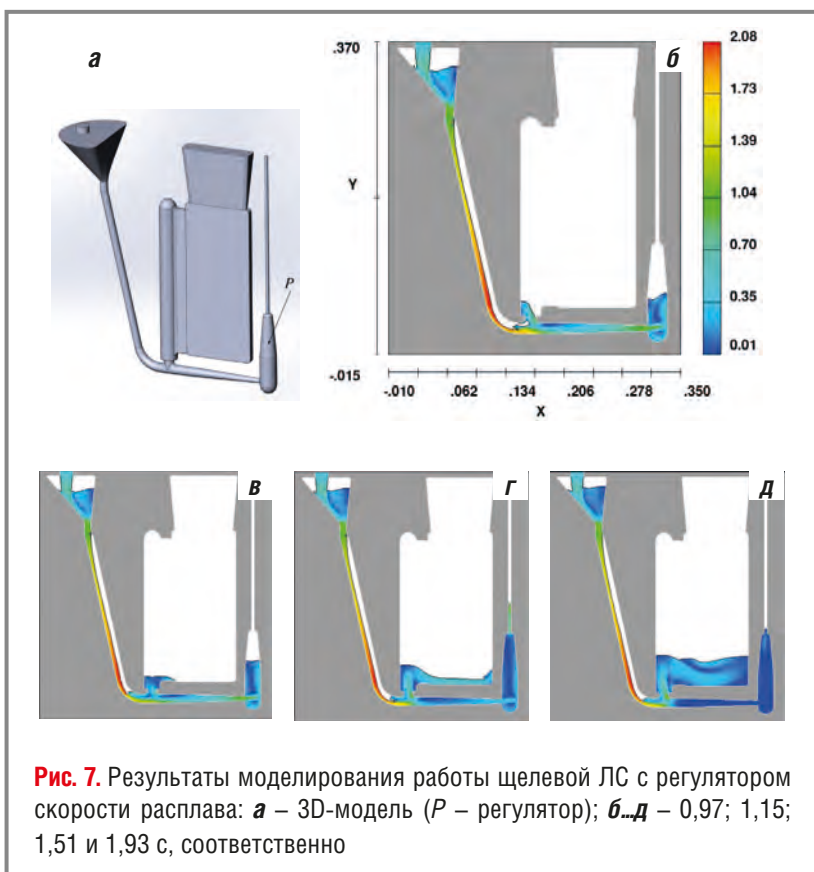 а
Р
.370
Y
-.015
-.010 .062 .134 .206 .278 .350
X
б
2.08
1.73
1.39
1.04
0.70
0.35
0.01
в
г
д
Рис. 7. Результаты моделирования работы щелевой ЛС с регулятором
скорости расплава: а – 3D-модель (Р – регулятор); б...д – 0,97; 1,15;
1,51 и 1,93 с, соответственно